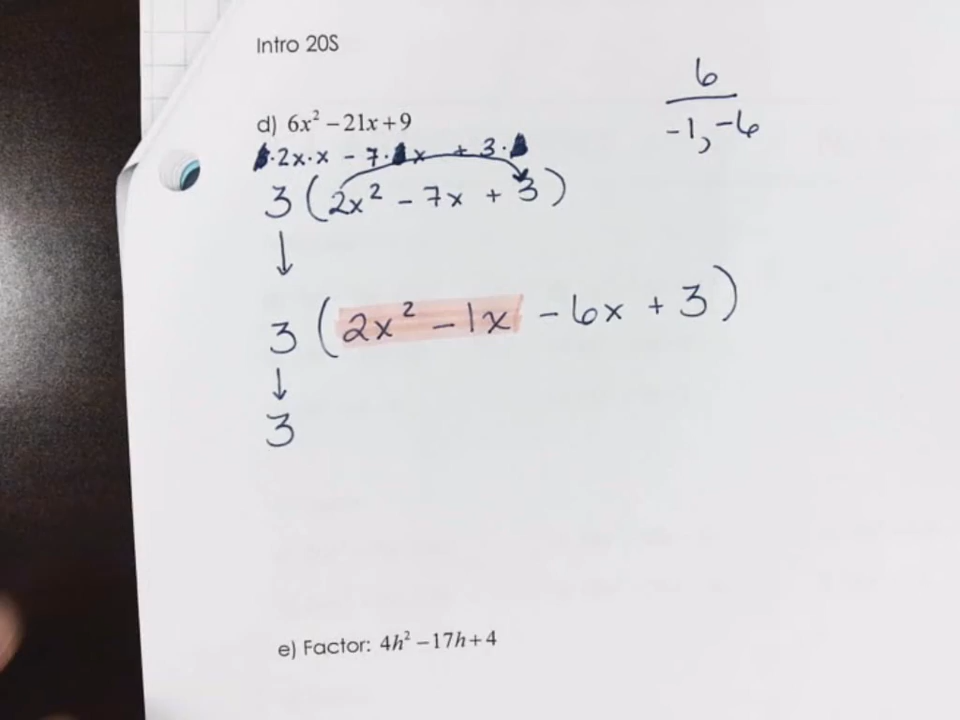 Intro 20S
6
-1, -6
d) 6x² − 21x + 9
·2x·x - 7·x + 3·
3(2x² - 7x + 3)
↓
3(2x² - 1x - 6x + 3)
↓
3
e) Factor: 4h² − 17h + 4